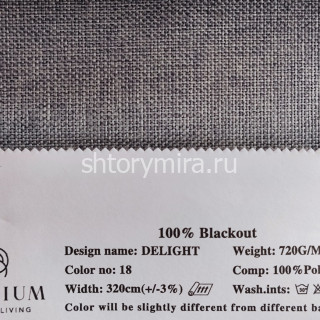 shtorymira.ru
100% Blackout
Design name: DELIGHT Weight: 720G/M
Color no: 18 Comp: 100%Pol
Width: 320cm(+/-3%) Wash.ints: 30
IUM
LIVING
Color will be slightly different from different ba